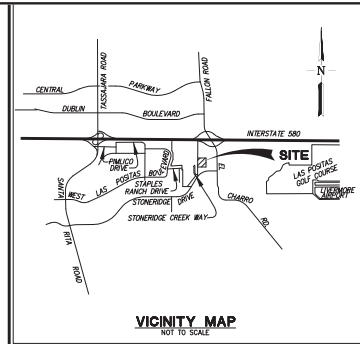 TASSAJARA ROAD
FALLON ROAD
N
CENTRAL PARKWAY
DUBLIN BOULEVARD
INTERSTATE 580
PIMLICO
DRIVE
SITE
WEST LAS POSITAS BOULEVARD
STAPLES
RANCH DRIVE
STONERIDGE DRIVE
STONERIDGE CREEK WAY
SANTA RITA ROAD
EL CHARRO RD.
LAS POSITAS
GOLF COURSE
LIVERMORE
AIRPORT
VICINITY MAP
NOT TO SCALE